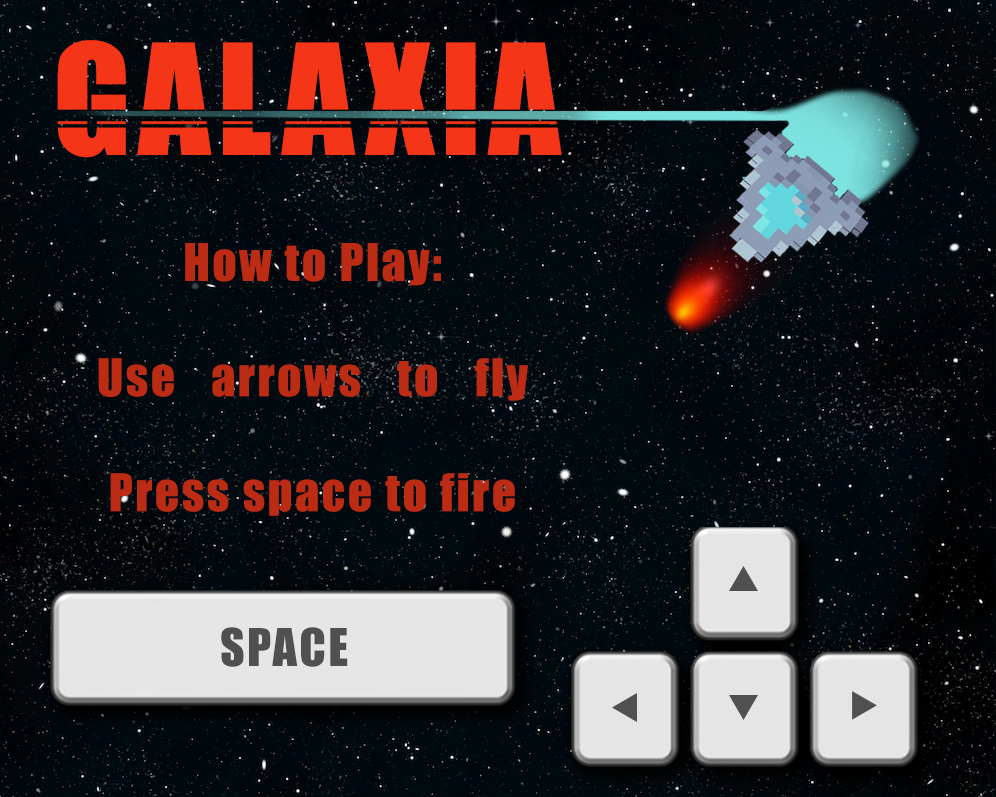 GALAXIA
How to Play:
Use arrows to fly
Press space to fire
SPACE